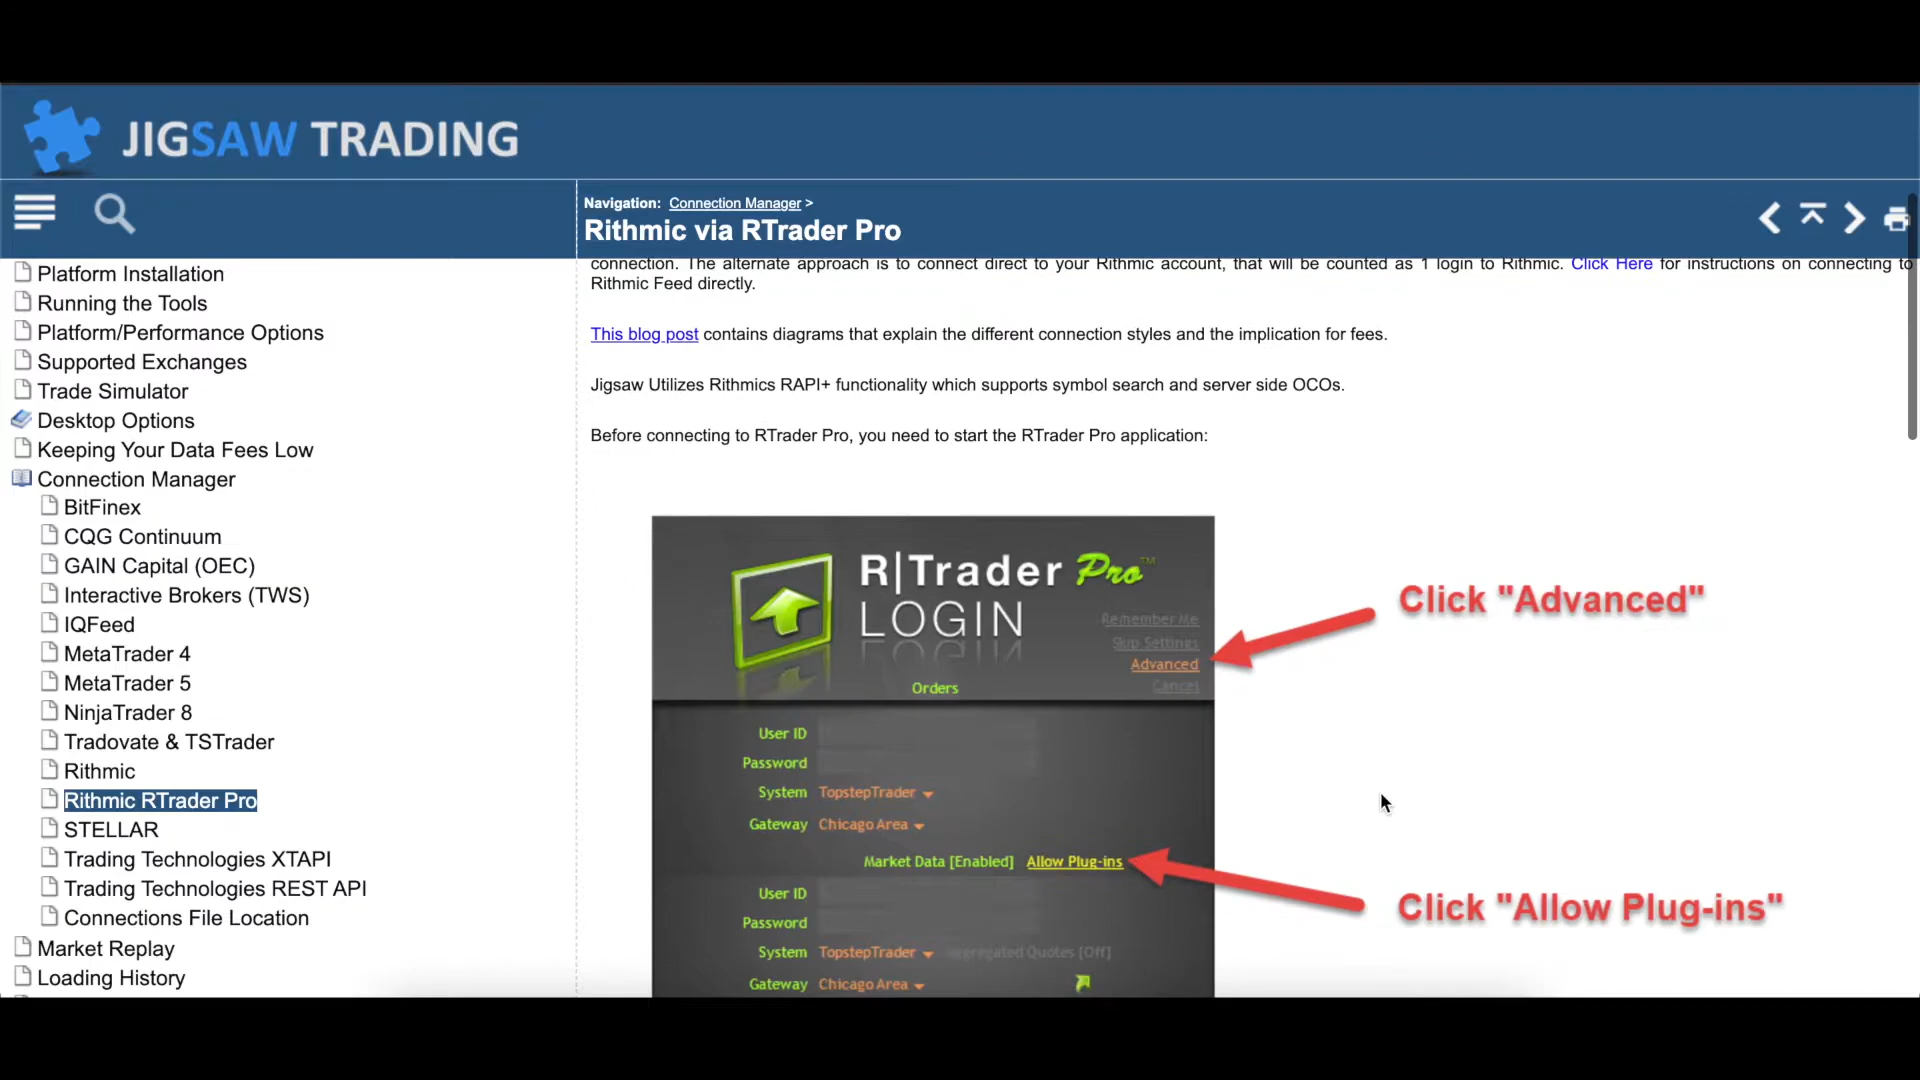 JIGSAW TRADING
Navigation: Connection Manager >
Rithmic via RTrader Pro
Platform Installation
Running the Tools
Platform/Performance Options
Supported Exchanges
Trade Simulator
Desktop Options
Keeping Your Data Fees Low
Connection Manager
BitFinex
CQG Continuum
GAIN Capital (OEC)
Interactive Brokers (TWS)
IQFeed
MetaTrader 4
MetaTrader 5
NinjaTrader 8
Tradovate & TSTrader
Rithmic
Rithmic RTrader Pro
STELLAR
Trading Technologies XTAPI
Trading Technologies REST API
Connections File Location
Market Replay
Loading History
connection. The alternate approach is to connect direct to your Rithmic account, that will be counted as 1 login to Rithmic. Click Here for instructions on connecting to
Rithmic Feed directly.
This blog post contains diagrams that explain the different connection styles and the implication for fees.
Jigsaw Utilizes Rithmics RAPI+ functionality which supports symbol search and server side OCOs.
Before connecting to RTrader Pro, you need to start the RTrader Pro application:
R|Trader Pro™
LOGIN
Remember Me
Skip Settings
Advanced
Cancel
Orders
User ID
Password
System TopstepTrader
Gateway Chicago Area
Market Data [Enabled] Allow Plug-ins
User ID
Password
System TopstepTrader Aggregated Quotes [Off]
Gateway Chicago Area
Click "Advanced"
Click "Allow Plug-ins"